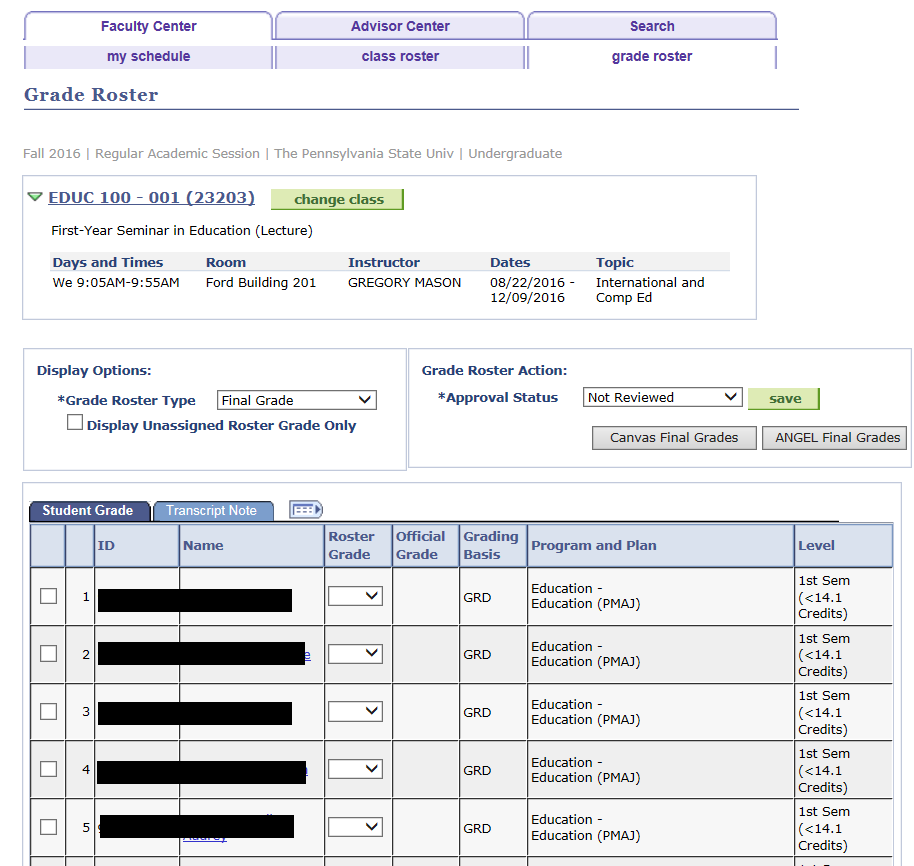 Faculty Center Advisor Center Search
my schedule class roster grade roster
Grade Roster
Fall 2016 | Regular Academic Session | The Pennsylvania State Univ | Undergraduate
EDUC 100 - 001 (23203) change class
First-Year Seminar in Education (Lecture)
Days and Times Room Instructor Dates Topic
We 9:05AM-9:55AM Ford Building 201 GREGORY MASON 08/22/2016 - International and
12/09/2016 Comp Ed
Display Options: Grade Roster Action:
*Grade Roster Type Final Grade *Approval Status Not Reviewed save
Display Unassigned Roster Grade Only
Canvas Final Grades ANGEL Final Grades
Student Grade Transcript Note
ID Name Roster Grade Official Grade Grading Basis Program and Plan Level
1 GRD Education - Education (PMAJ) 1st Sem (<14.1 Credits)
2 GRD Education - Education (PMAJ) 1st Sem (<14.1 Credits)
3 GRD Education - Education (PMAJ) 1st Sem (<14.1 Credits)
4 GRD Education - Education (PMAJ) 1st Sem (<14.1 Credits)
5 GRD Education - Education (PMAJ) 1st Sem (<14.1 Credits)